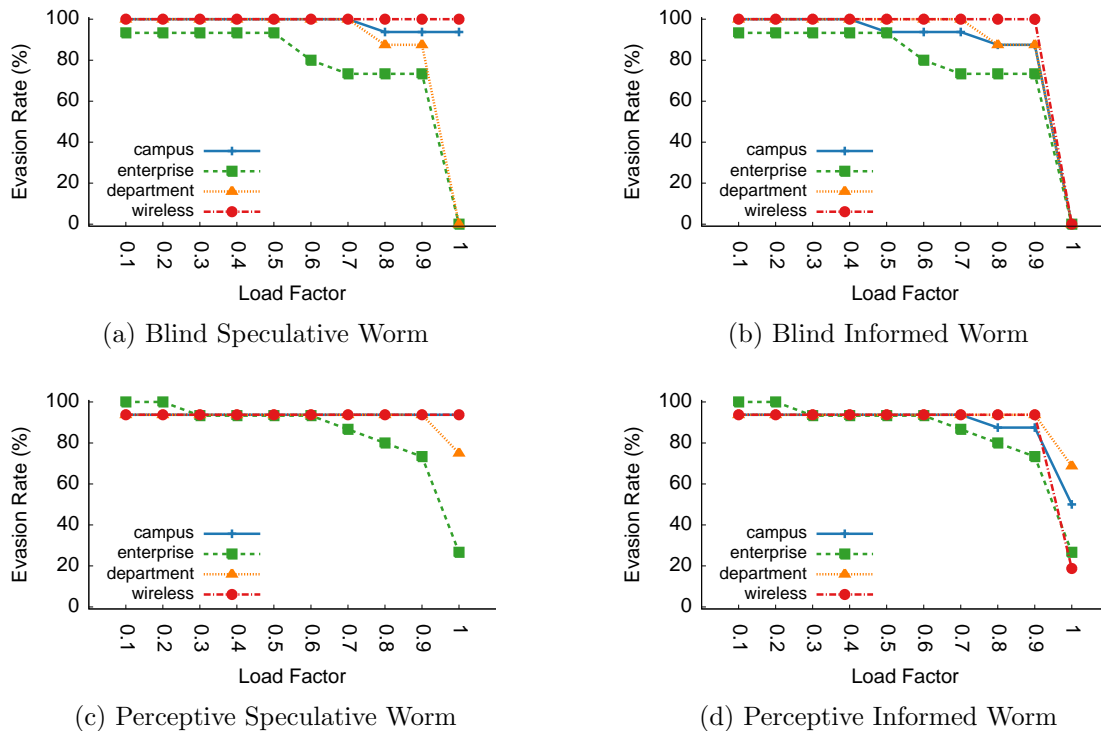 100
80
60
40
20
0
Evasion Rate (%)
campus
enterprise
department
wireless
0.1 0.2 0.3 0.4 0.5 0.6 0.7 0.8 0.9 1
Load Factor
(a) Blind Speculative Worm
100
80
60
40
20
0
Evasion Rate (%)
campus
enterprise
department
wireless
0.1 0.2 0.3 0.4 0.5 0.6 0.7 0.8 0.9 1
Load Factor
(b) Blind Informed Worm
100
80
60
40
20
0
Evasion Rate (%)
campus
enterprise
department
wireless
0.1 0.2 0.3 0.4 0.5 0.6 0.7 0.8 0.9 1
Load Factor
(c) Perceptive Speculative Worm
100
80
60
40
20
0
Evasion Rate (%)
campus
enterprise
department
wireless
0.1 0.2 0.3 0.4 0.5 0.6 0.7 0.8 0.9 1
Load Factor
(d) Perceptive Informed Worm